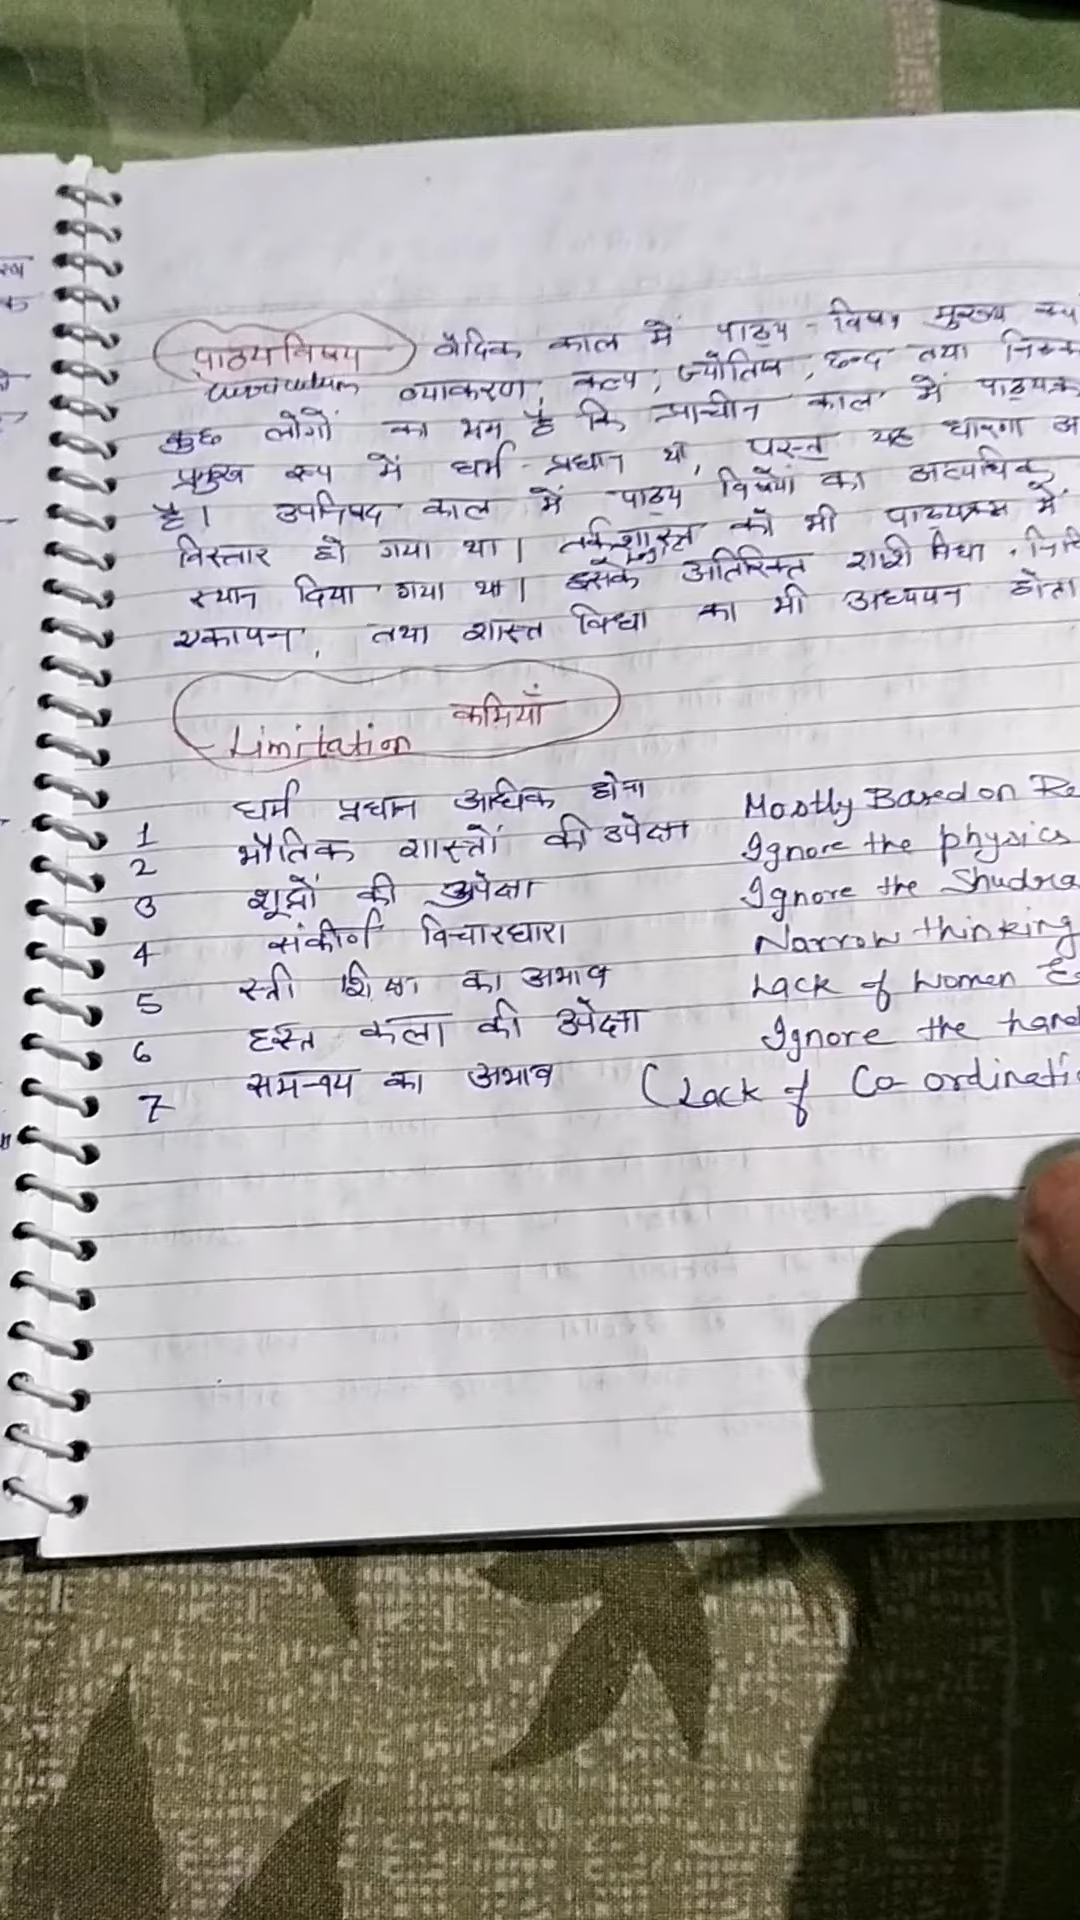 पाठ्यविषय वैदिक काल में पाठ्य - विषय मुख्य रूप
Curriculum व्याकरण, कल्प, ज्योतिष, छन्द तथा
कुछ लोगों का भ्रम है कि प्राचीन काल में पाठ्यक्र
प्रमुख रूप में धर्म - प्रधान था, परन्तु यह धारणा अ
है। उपनिषद काल में पाठ्य विषयों का अत्यधिक
विस्तार हो गया था। तर्कशास्त्र को भी पाठ्यक्रम में
स्थान दिया गया था। इसके अतिरिक्त राशी विधा
एकापन, तथा शास्त विधा का भी अध्ययन होता
कमियाँ
Limitation
1 धर्म प्रधान अधिक होना Mostly Based on Re
2 भौतिक शास्त्रों की उपेक्षा Ignore the physics
3 शूद्रों की उपेक्षा Ignore the Shudra
4 संकीर्ण विचारधारा Narrow thinking
5 स्त्री शिक्षा का अभाव Lack of Women E
6 हस्त कला की उपेक्षा Ignore the hand
7 समन्वय का अभाव (Lack of Co-ordinati